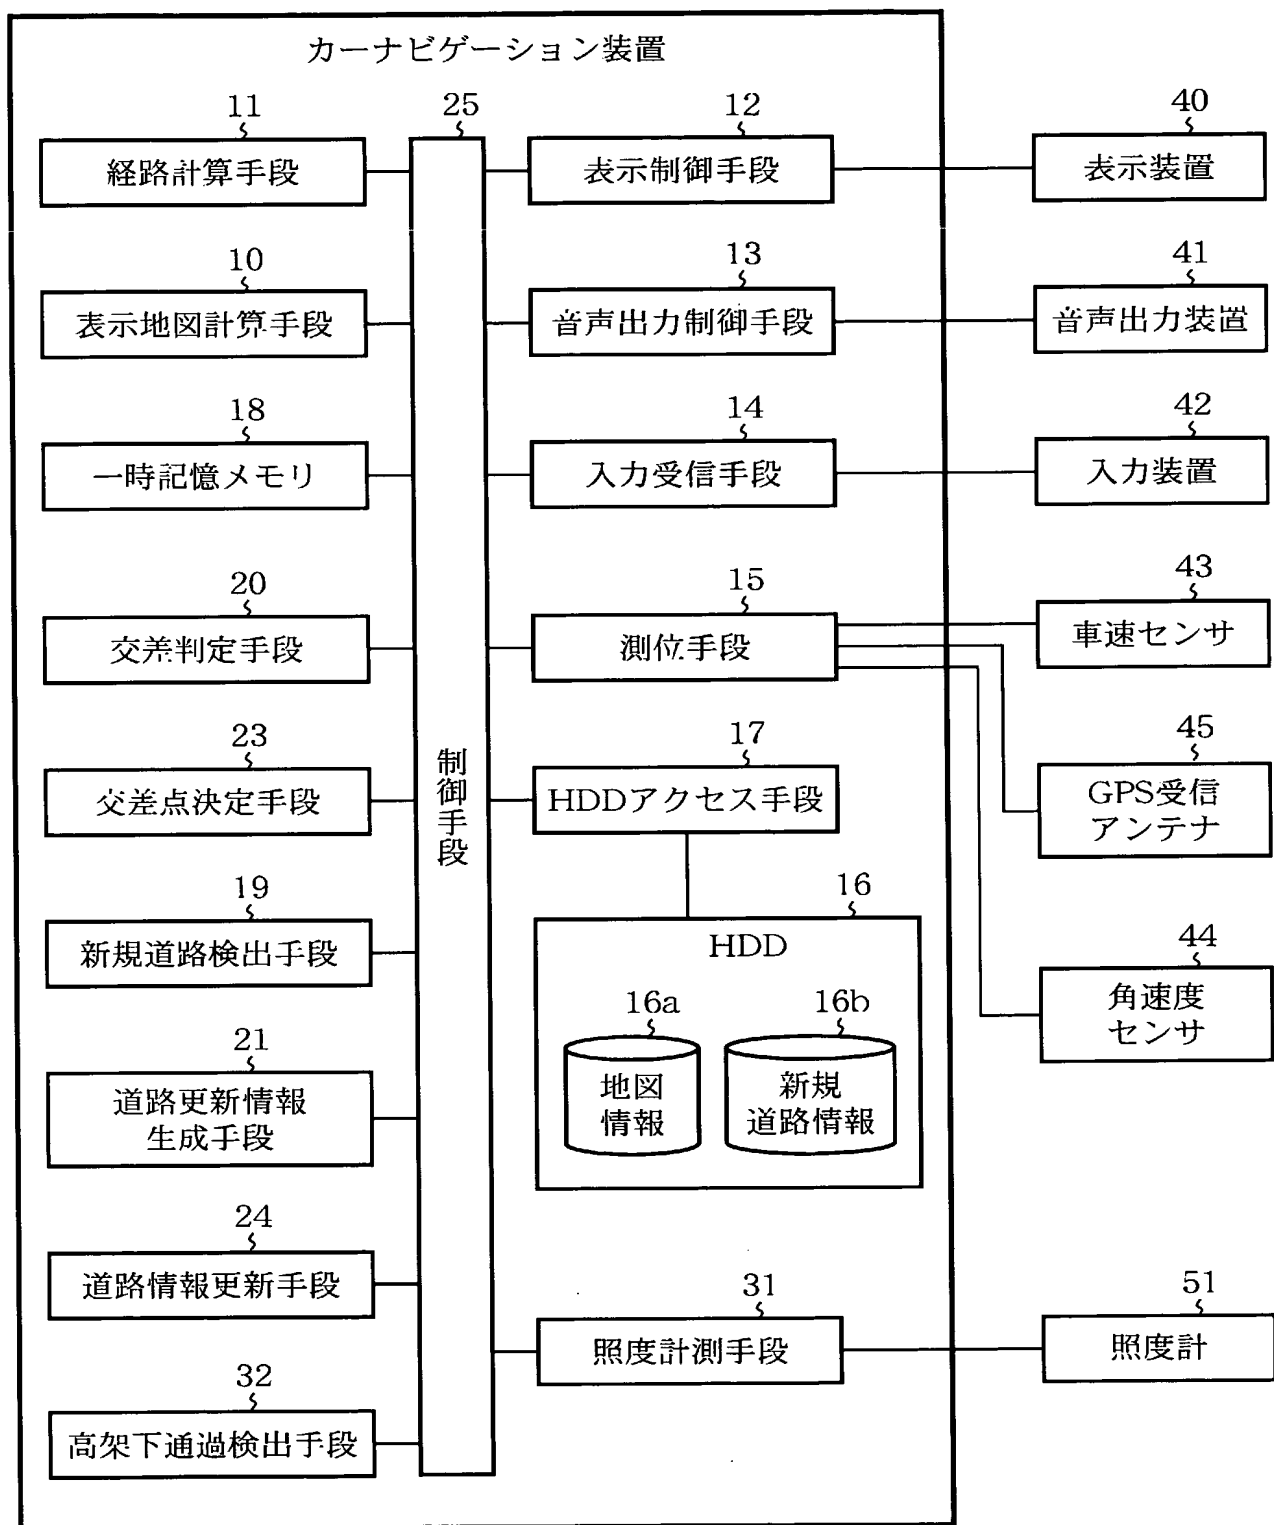 カーナビゲーション装置
11
経路計算手段
25
12
表示制御手段
40
表示装置
10
表示地図計算手段
13
音声出力制御手段
41
音声出力装置
18
一時記憶メモリ
14
入力受信手段
42
入力装置
20
交差判定手段
15
測位手段
43
車速センサ
23
交差点決定手段
制御手段
17
HDDアクセス手段
45
GPS受信
アンテナ
19
新規道路検出手段
16
HDD
16a
地図
情報
16b
新規
道路情報
44
角速度
センサ
21
道路更新情報
生成手段
24
道路情報更新手段
31
照度計測手段
51
照度計
32
高架下通過検出手段